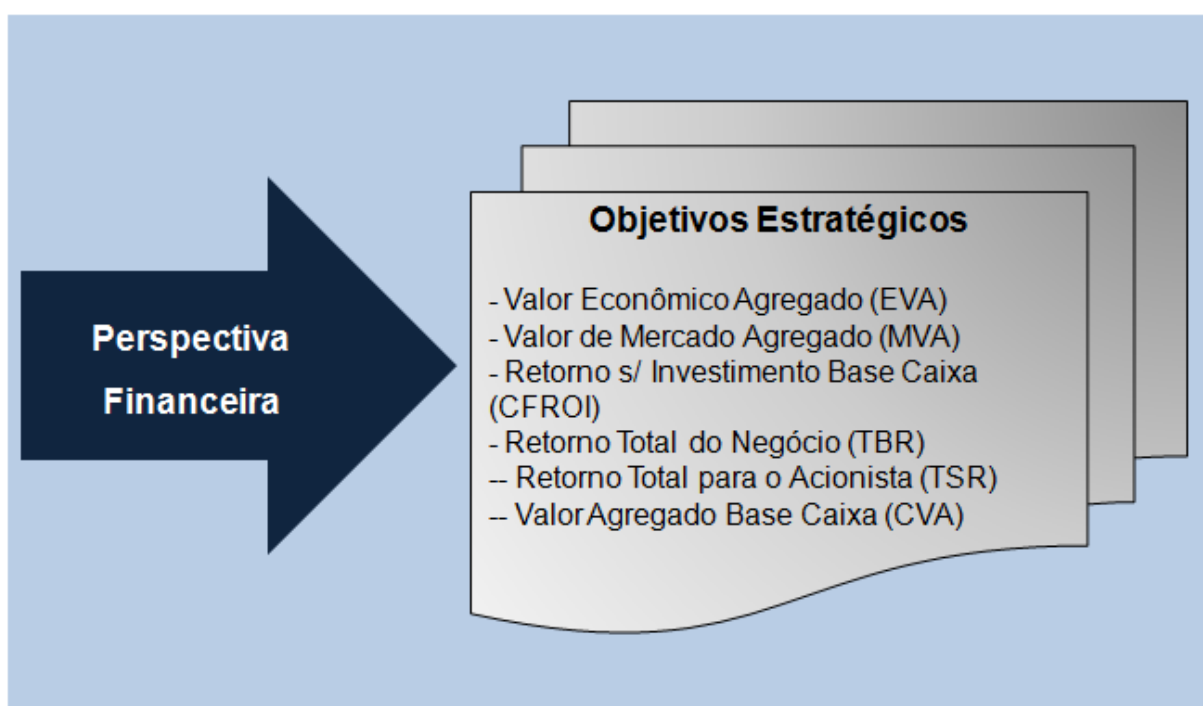 Perspectiva
Financeira
Objetivos Estratégicos
- Valor Econômico Agregado (EVA)
- Valor de Mercado Agregado (MVA)
- Retorno s/ Investimento Base Caixa
(CFROI)
- Retorno Total do Negócio (TBR)
-- Retorno Total para o Acionista (TSR)
-- Valor Agregado Base Caixa (CVA)